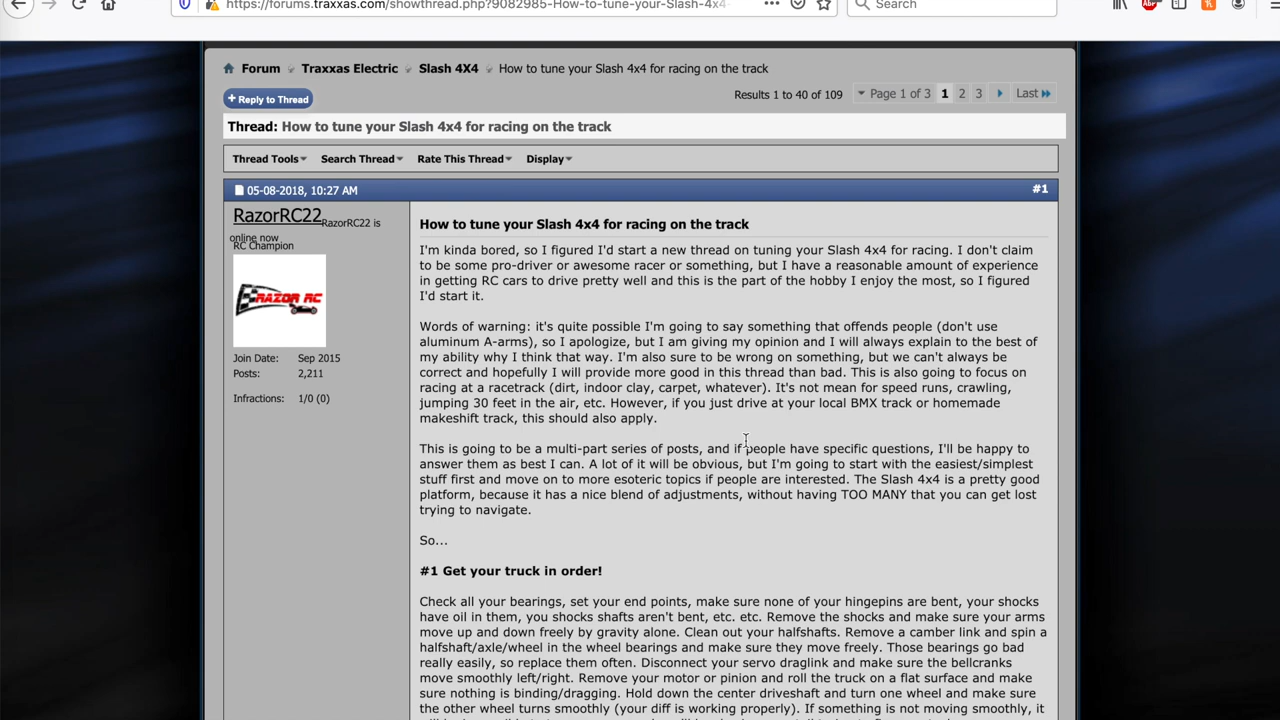 https://forums.traxxas.com/showthread.php?9082985-How-to-tune-your-Slash-4x4-
Search
Forum Traxxas Electric Slash 4X4 How to tune your Slash 4x4 for racing on the track
+ Reply to Thread
Results 1 to 40 of 109 Page 1 of 3 1 2 3 Last
Thread: How to tune your Slash 4x4 for racing on the track
Thread Tools Search Thread Rate This Thread Display
05-08-2018, 10:27 AM #1
RazorRC22 RazorRC22 is
online now
RC Champion
RAZOR RC
Join Date: Sep 2015
Posts: 2,211
Infractions: 1/0 (0)
How to tune your Slash 4x4 for racing on the track
I'm kinda bored, so I figured I'd start a new thread on tuning your Slash 4x4 for racing. I don't claim
to be some pro-driver or awesome racer or something, but I have a reasonable amount of experience
in getting RC cars to drive pretty well and this is the part of the hobby I enjoy the most, so I figured
I'd start it.
Words of warning: it's quite possible I'm going to say something that offends people (don't use
aluminum A-arms), so I apologize, but I am giving my opinion and I will always explain to the best of
my ability why I think that way. I'm also sure to be wrong on something, but we can't always be
correct and hopefully I will provide more good in this thread than bad. This is also going to focus on
racing at a racetrack (dirt, indoor clay, carpet, whatever). It's not mean for speed runs, crawling,
jumping 30 feet in the air, etc. However, if you just drive at your local BMX track or homemade
makeshift track, this should also apply.
This is going to be a multi-part series of posts, and if people have specific questions, I'll be happy to
answer them as best I can. A lot of it will be obvious, but I'm going to start with the easiest/simplest
stuff first and move on to more esoteric topics if people are interested. The Slash 4x4 is a pretty good
platform, because it has a nice blend of adjustments, without having TOO MANY that you can get lost
trying to navigate.
So...
#1 Get your truck in order!
Check all your bearings, set your end points, make sure none of your hingepins are bent, your shocks
have oil in them, you shocks shafts aren't bent, etc. etc. Remove the shocks and make sure your arms
move up and down freely by gravity alone. Clean out your halfshafts. Remove a camber link and spin a
halfshaft/axle/wheel in the wheel bearings and make sure they move freely. Those bearings go bad
really easily, so replace them often. Disconnect your servo draglink and make sure the bellcranks
move smoothly left/right. Remove your motor or pinion and roll the truck on a flat surface and make
sure nothing is binding/dragging. Hold down the center driveshaft and turn one wheel and make sure
the other wheel turns smoothly (your diff is working properly). If something is not moving smoothly, it